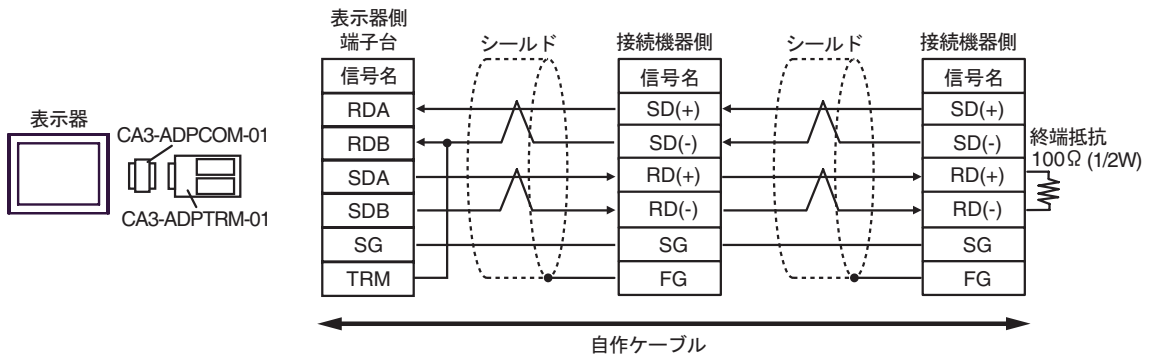 表示器
CA3-ADPCOM-01
CA3-ADPTRM-01
表示器側
端子台
信号名
RDA
RDB
SDA
SDB
SG
TRM
シールド
接続機器側
信号名
SD(+)
SD(-)
RD(+)
RD(-)
SG
FG
シールド
接続機器側
信号名
SD(+)
SD(-)
RD(+)
RD(-)
SG
FG
終端抵抗
100Ω (1/2W)
自作ケーブル